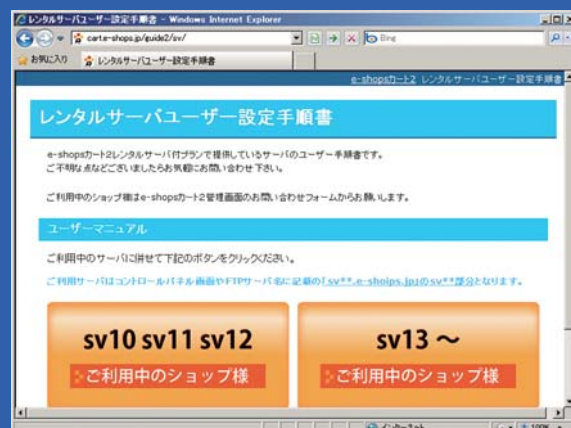 レンタルサーバユーザー設定手順書 - Windows Internet Explorer
cart.e-shops.jp/guide2/sv/
Bing
お気に入り
レンタルサーバユーザー設定手順書
e-shopsカート2 レンタルサーバユーザー設定手順書
レンタルサーバユーザー設定手順書
e-shopsカート2レンタルサーバ付プランで提供しているサーバのユーザー手順書です。
ご不明な点などございましたらお気軽にお問い合わせ下さい。
ご利用中のショップ様はe-shopsカート2管理画面のお問い合わせフォームからお願いします。
ユーザーマニュアル
ご利用中のサーバに併せて下記のボタンをクリックください。
ご利用サーバはコントロールパネル画面やFTPサーバ名に記載の「sv**.e-shoips.jp」のsv**部分となります。
sv10 sv11 sv12
ご利用中のショップ様
sv13 ～
ご利用中のショップ様
インターネット
100%